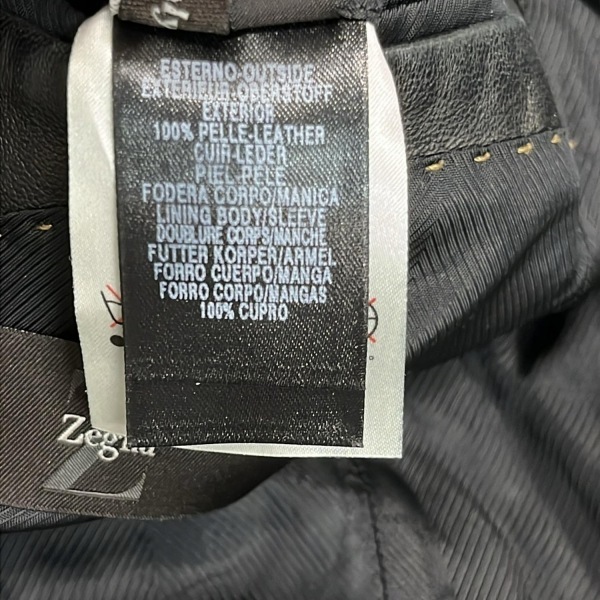 ESTERNO-OUTSIDE
EXTERIEUR-OBERSTOFF
EXTERIOR
100% PELLE-LEATHER
CUIR-LEDER
PIEL PELE
FODERA CORPO/MANICA
LINING BODY/SLEEVE
DOUBLURE CORPS/MANCHE
FUTTER KORPER/ARMEL
FORRO CUERPO/MANGA
FORRO CORPO/MANGAS
100% CUPRO
Zegna